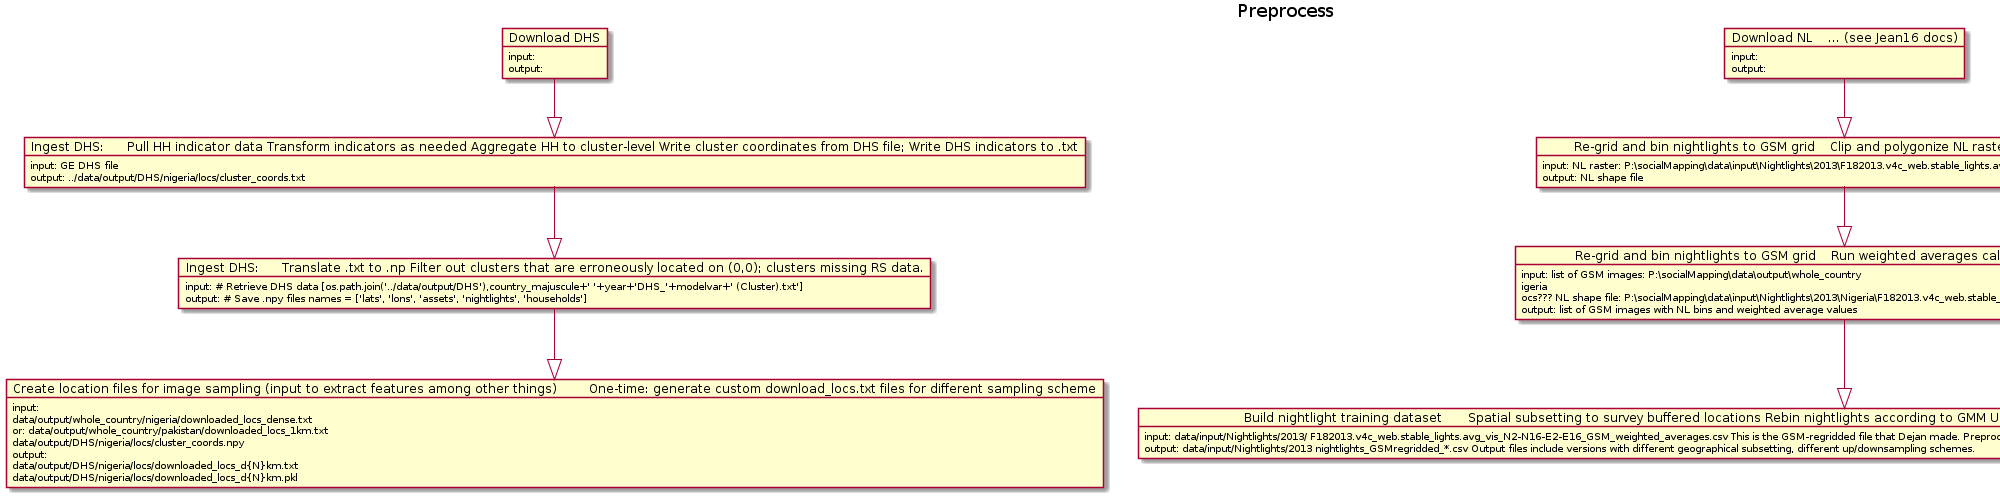 Preprocess
Download DHS
input:
output:
Ingest DHS: Pull HH indicator data Transform indicators as needed Aggregate HH to cluster-level Write cluster coordinates from DHS file; Write DHS indicators to .txt
input: GE DHS file
output: ../data/output/DHS/nigeria/locs/cluster_coords.txt
Ingest DHS: Translate .txt to .np Filter out clusters that are erroneously located on (0,0); clusters missing RS data.
input: # Retrieve DHS data [os.path.join('../data/output/DHS'),country_majuscule+' '+year+'DHS_'+modelvar+' (Cluster).txt']
output: # Save .npy files names = ['lats', 'lons', 'assets', 'nightlights', 'households']
Create location files for image sampling (input to extract features among other things) One-time: generate custom download_locs.txt files for different sampling scheme
input:
data/output/whole_country/nigeria/downloaded_locs_dense.txt
or: data/output/whole_country/pakistan/downloaded_locs_1km.txt
data/output/DHS/nigeria/locs/cluster_coords.npy
output:
data/output/DHS/nigeria/locs/downloaded_locs_d{N}km.txt
data/output/DHS/nigeria/locs/downloaded_locs_d{N}km.pkl
Download NL ... (see Jean16 docs)
input:
output:
Re-grid and bin nightlights to GSM grid Clip and polygonize NL raste
input: NL raster: P:\socialMapping\data\input\Nightlights\2013\F182013.v4c_web.stable_lights.av
output: NL shape file
Re-grid and bin nightlights to GSM grid Run weighted averages cal
input: list of GSM images: P:\socialMapping\data\output\whole_country
igeria
ocs??? NL shape file: P:\socialMapping\data\input\Nightlights\2013\Nigeria\F182013.v4c_web.stable_
output: list of GSM images with NL bins and weighted average values
Build nightlight training dataset Spatial subsetting to survey buffered locations Rebin nightlights according to GMM U
input: data/input/Nightlights/2013/ F182013.v4c_web.stable_lights.avg_vis_N2-N16-E2-E16_GSM_weighted_averages.csv This is the GSM-regridded file that Dejan made. Preproc
output: data/input/Nightlights/2013 nightlights_GSMregridded_*.csv Output files include versions with different geographical subsetting, different up/downsampling schemes.